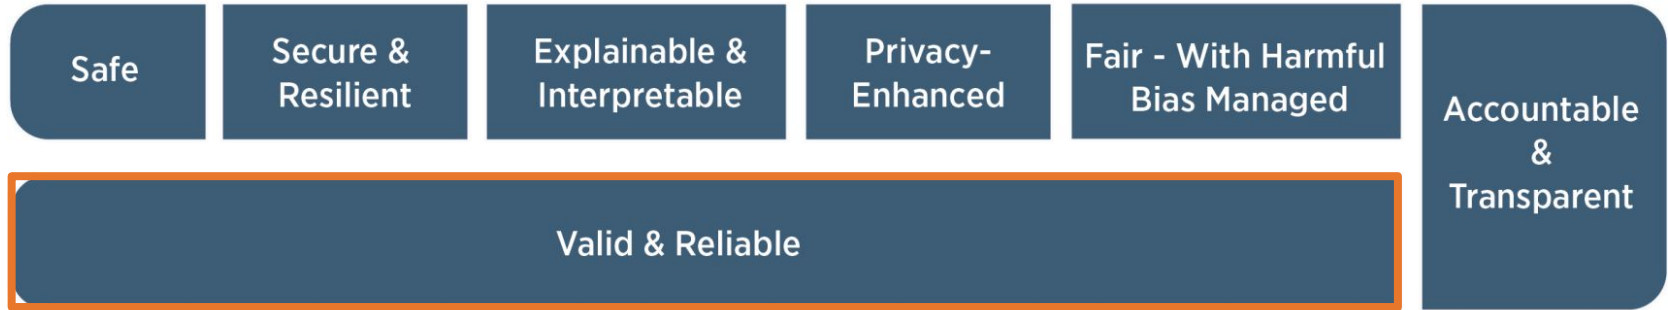 Safe
Secure &
Resilient
Explainable &
Interpretable
Privacy-
Enhanced
Fair - With Harmful
Bias Managed
Accountable
&
Transparent
Valid & Reliable